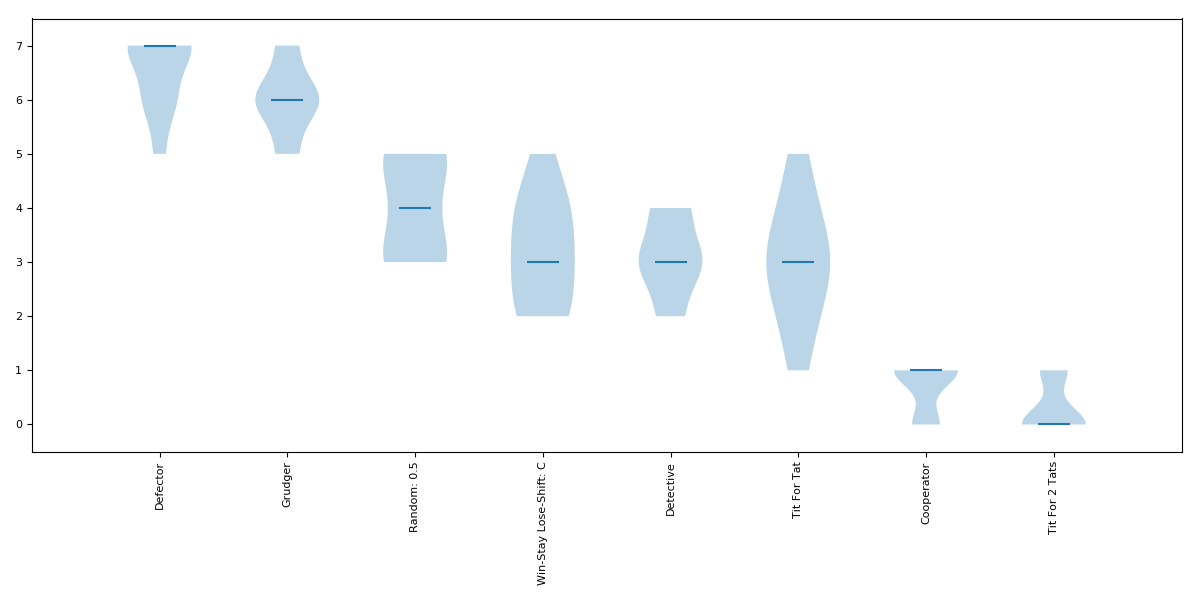 7
6
5
4
3
2
1
0
Defector
Grudger
Random: 0.5
Win-Stay Lose-Shift: C
Detective
Tit For Tat
Cooperator
Tit For 2 Tats